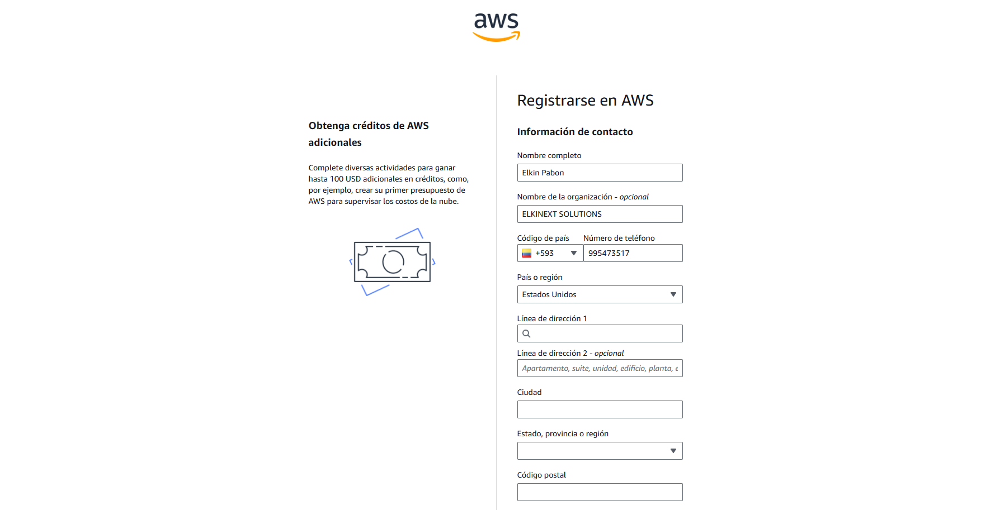 aws
Obtenga créditos de AWS
adicionales
Complete diversas actividades para ganar
hasta 100 USD adicionales en créditos, como,
por ejemplo, crear su primer presupuesto de
AWS para supervisar los costos de la nube.
Registrarse en AWS
Información de contacto
Nombre completo
Elkin Pabon
Nombre de la organización - opcional
ELKINEXT SOLUTIONS
Código de país Número de teléfono
+593 995473517
País o región
Estados Unidos
Línea de dirección 1
Línea de dirección 2 - opcional
Apartamento, suite, unidad, edificio, planta, e
Ciudad
Estado, provincia o región
Código postal